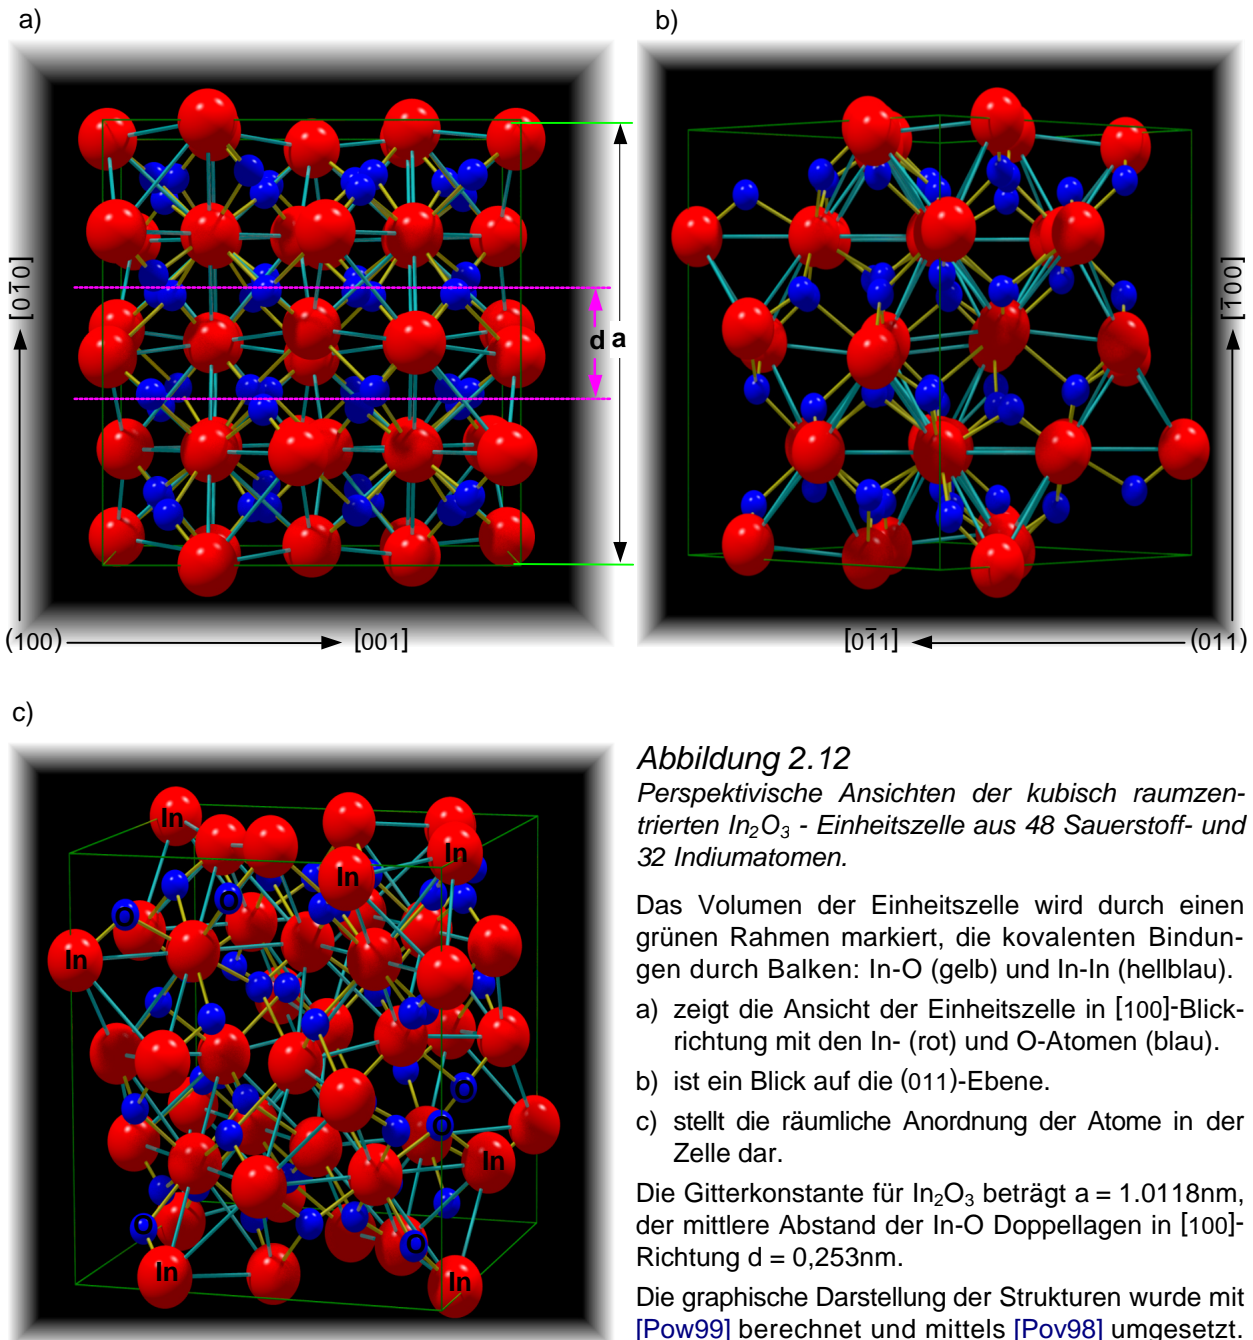 a)
b)
[01̄0]
d
a
[1̄00]
(100)
[001]
[01̄1]
(011)
c)
In
In
In
O
O
In
O
O
In
O
O
In
In
Abbildung 2.12
Perspektivische Ansichten der kubisch raumzen-
trierten In₂O₃ - Einheitszelle aus 48 Sauerstoff- und
32 Indiumatomen.
Das Volumen der Einheitszelle wird durch einen
grünen Rahmen markiert, die kovalenten Bindun-
gen durch Balken: In-O (gelb) und In-In (hellblau).
a) zeigt die Ansicht der Einheitszelle in [100]-Blick-
richtung mit den In- (rot) und O-Atomen (blau).
b) ist ein Blick auf die (011)-Ebene.
c) stellt die räumliche Anordnung der Atome in der
Zelle dar.
Die Gitterkonstante für In₂O₃ beträgt a = 1.0118nm,
der mittlere Abstand der In-O Doppellagen in [100]-
Richtung d = 0,253nm.
Die graphische Darstellung der Strukturen wurde mit
[Pow99] berechnet und mittels [Pov98] umgesetzt.